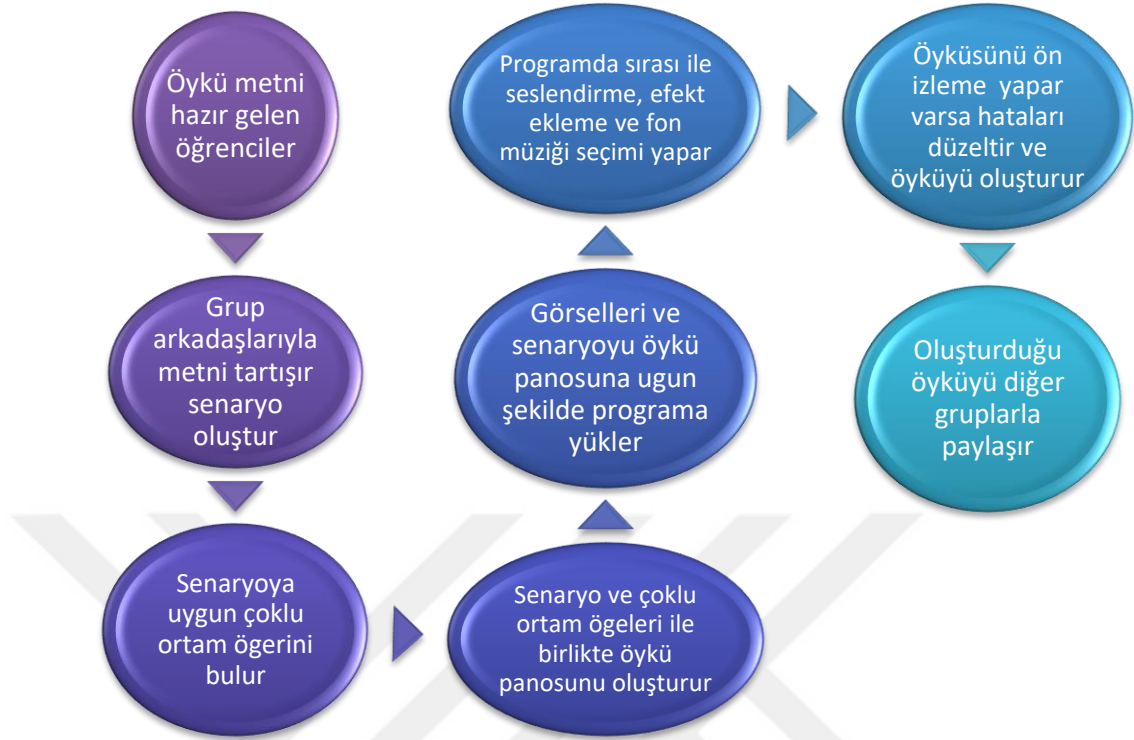 Öykü metni
hazır gelen
öğrenciler
Grup
arkadaşlarıyla
metni tartışır
senaryo
oluştur
Senaryoya
uygun çoklu
ortam ögerini
bulur
Senaryo ve çoklu
ortam ögeleri ile
birlikte öykü
panosunu oluşturur
Görselleri ve
senaryoyu öykü
panosuna ugun
şekilde programa
yükler
Programda sırası ile
seslendirme, efekt
ekleme ve fon
müziği seçimi yapar
Öyküsünü ön
izleme yapar
varsa hataları
düzeltir ve
öyküyü oluşturur
Oluşturduğu
öyküyü diğer
gruplarla
paylaşır